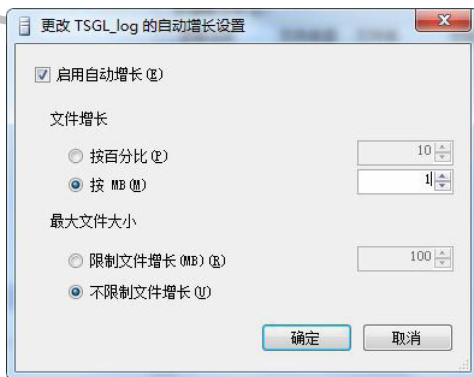 更改 TSGL_log 的自动增长设置
启用自动增长(E)
文件增长
按百分比(P) 10
按 MB(M) 1
最大文件大小
限制文件增长(MB)(R) 100
不限制文件增长(U)
确定 取消